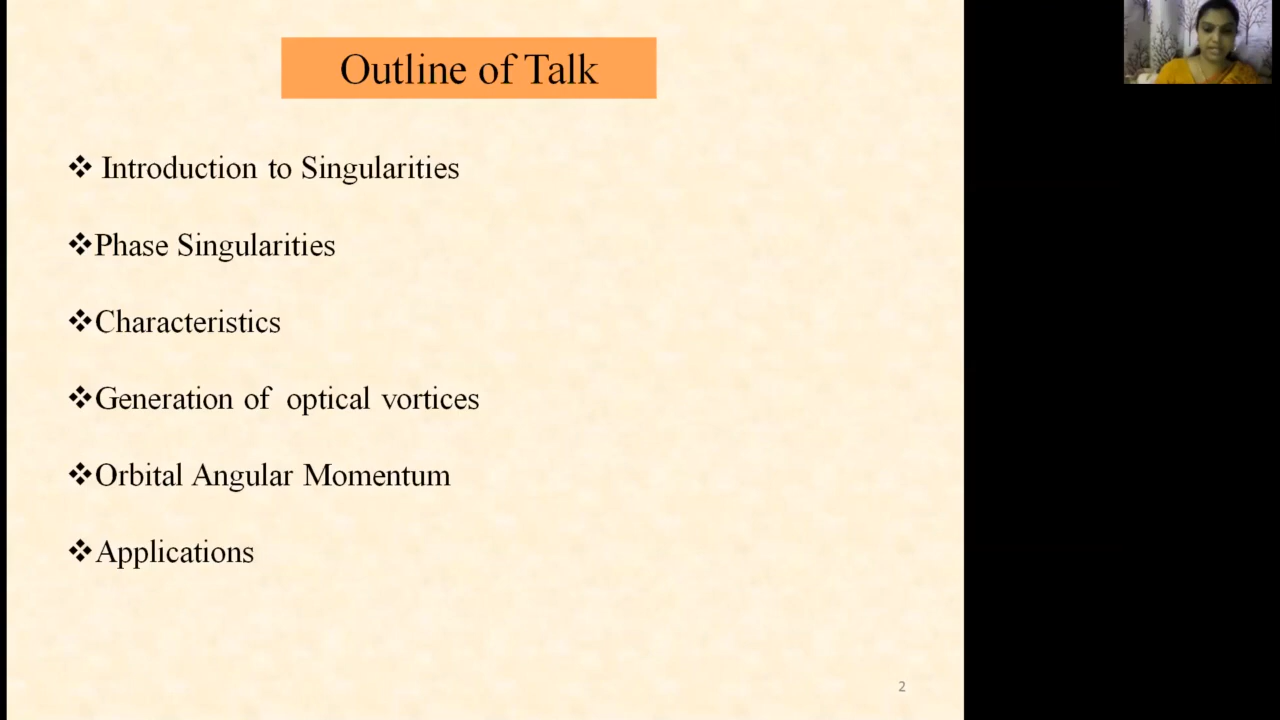 Outline of Talk
❖ Introduction to Singularities
❖Phase Singularities
❖Characteristics
❖Generation of optical vortices
❖Orbital Angular Momentum
❖Applications
2